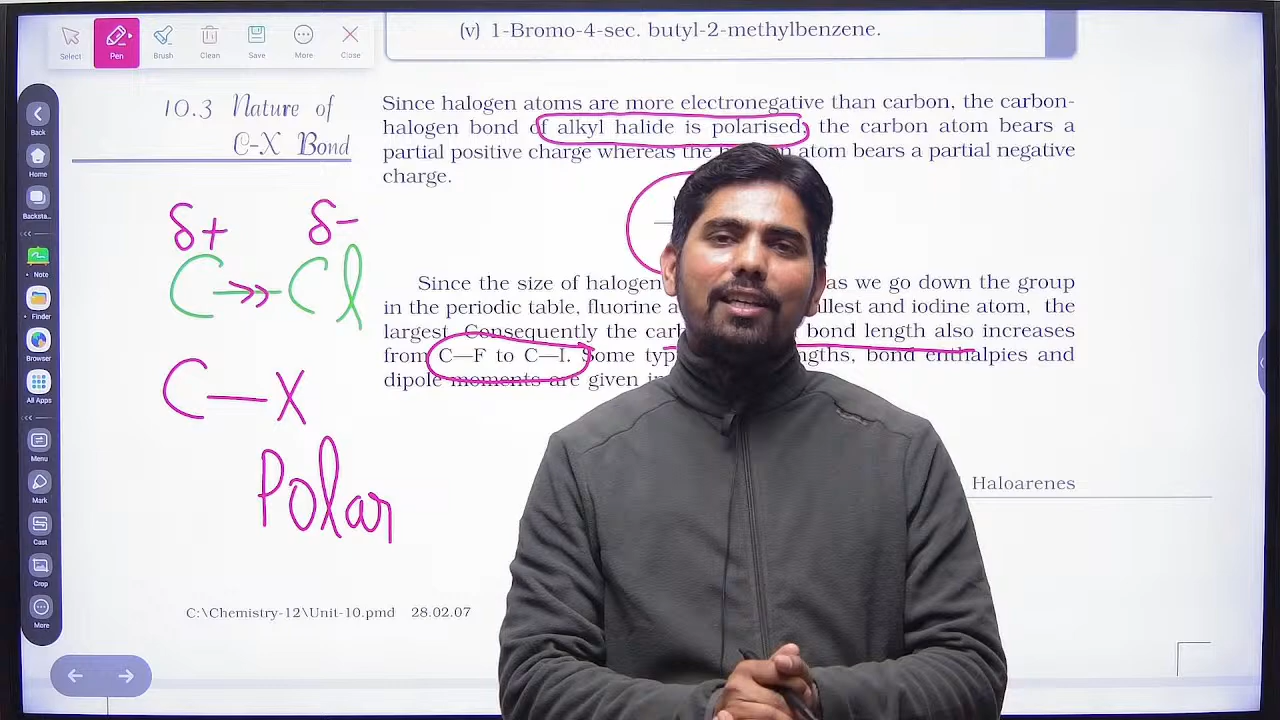 (v) 1-Bromo-4-sec. butyl-2-methylbenzene.
Select Pen Brush Clean Save More Close
10.3 Nature of
C-X Bond
Since halogen atoms are more electronegative than carbon, the carbon-
halogen bond of alkyl halide is polarised; the carbon atom bears a
partial positive charge whereas the atom bears a partial negative
charge.
δ+ δ-
C Cl
C—X
Polar
Since the size of halogen as we go down the group
in the periodic table, fluorine and iodine atom, the
largest. Consequently the bond length also increases
from C—F to C—I. Some bond enthalpies and
dipole moments are given
Haloarenes
C:\Chemistry-12\Unit-10.pmd 28.02.07
Back
Home
Backsta...
Note
Finder
Browser
All Apps
Menu
Mark
Cast
Crop
More